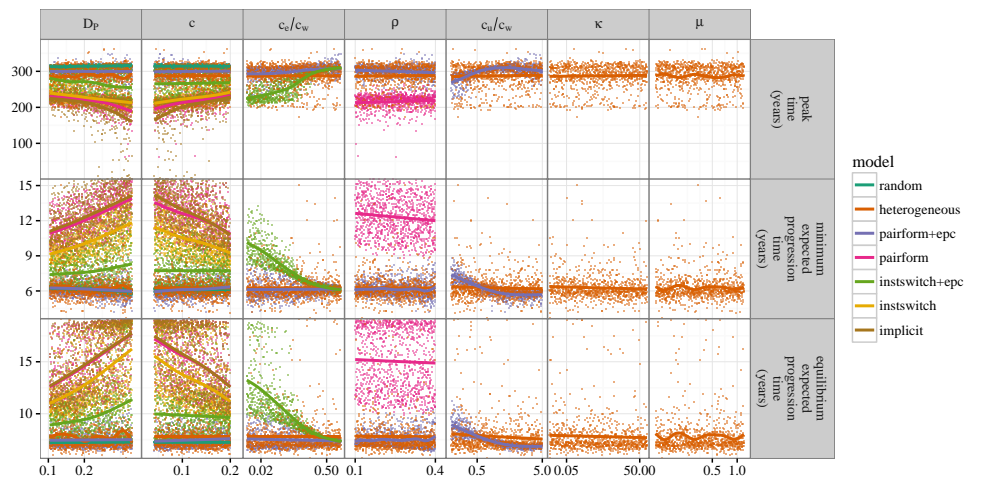 D_P c c_e/c_w ρ c_u/c_w κ μ
300
200
100
peak
time
(years)
15
12
9
6
minimum
expected
progression
time
(years)
15
10
equilibrium
expected
progression
time
(years)
0.1 0.2 0.1 0.2 0.02 0.50 0.1 0.4 0.5 5.0 0.05 50.00 0.5 1.0
model
random
heterogeneous
pairform+epc
pairform
instswitch+epc
instswitch
implicit